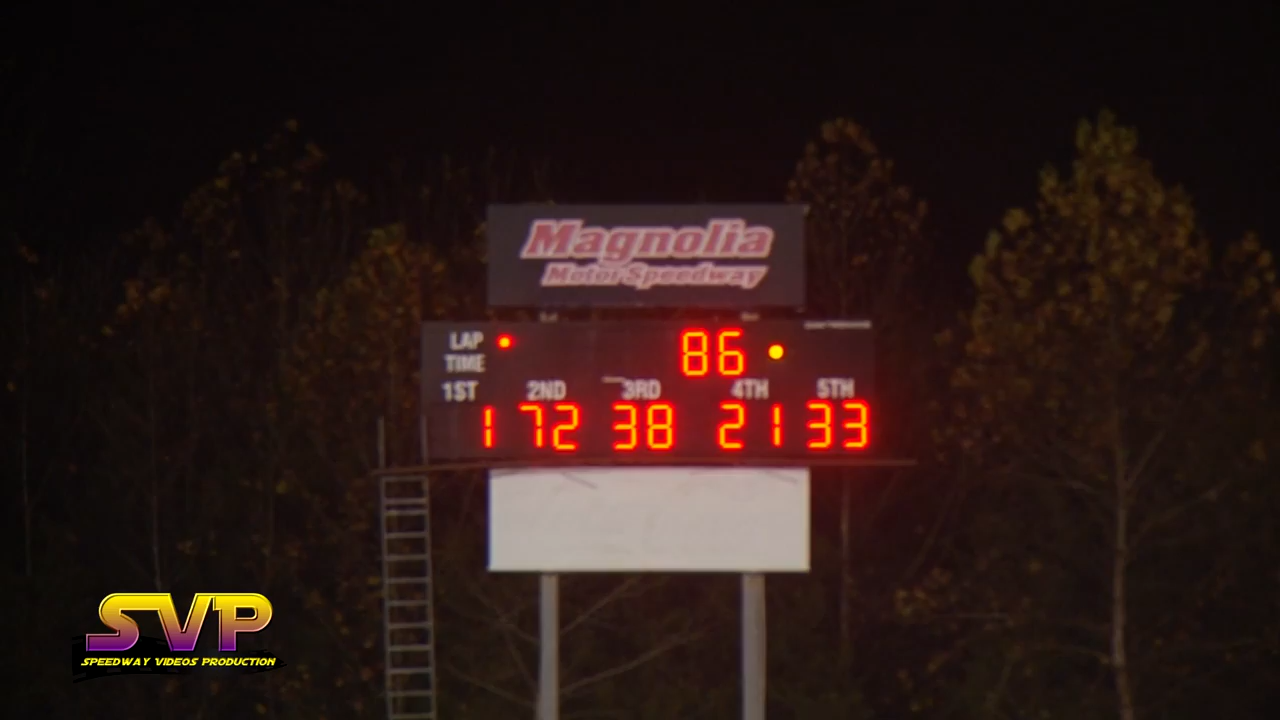 Magnolia
Motor Speedway
LAP 86
TIME
1ST 2ND 3RD 4TH 5TH
1 72 38 21 33
SVP
SPEEDWAY VIDEOS PRODUCTION